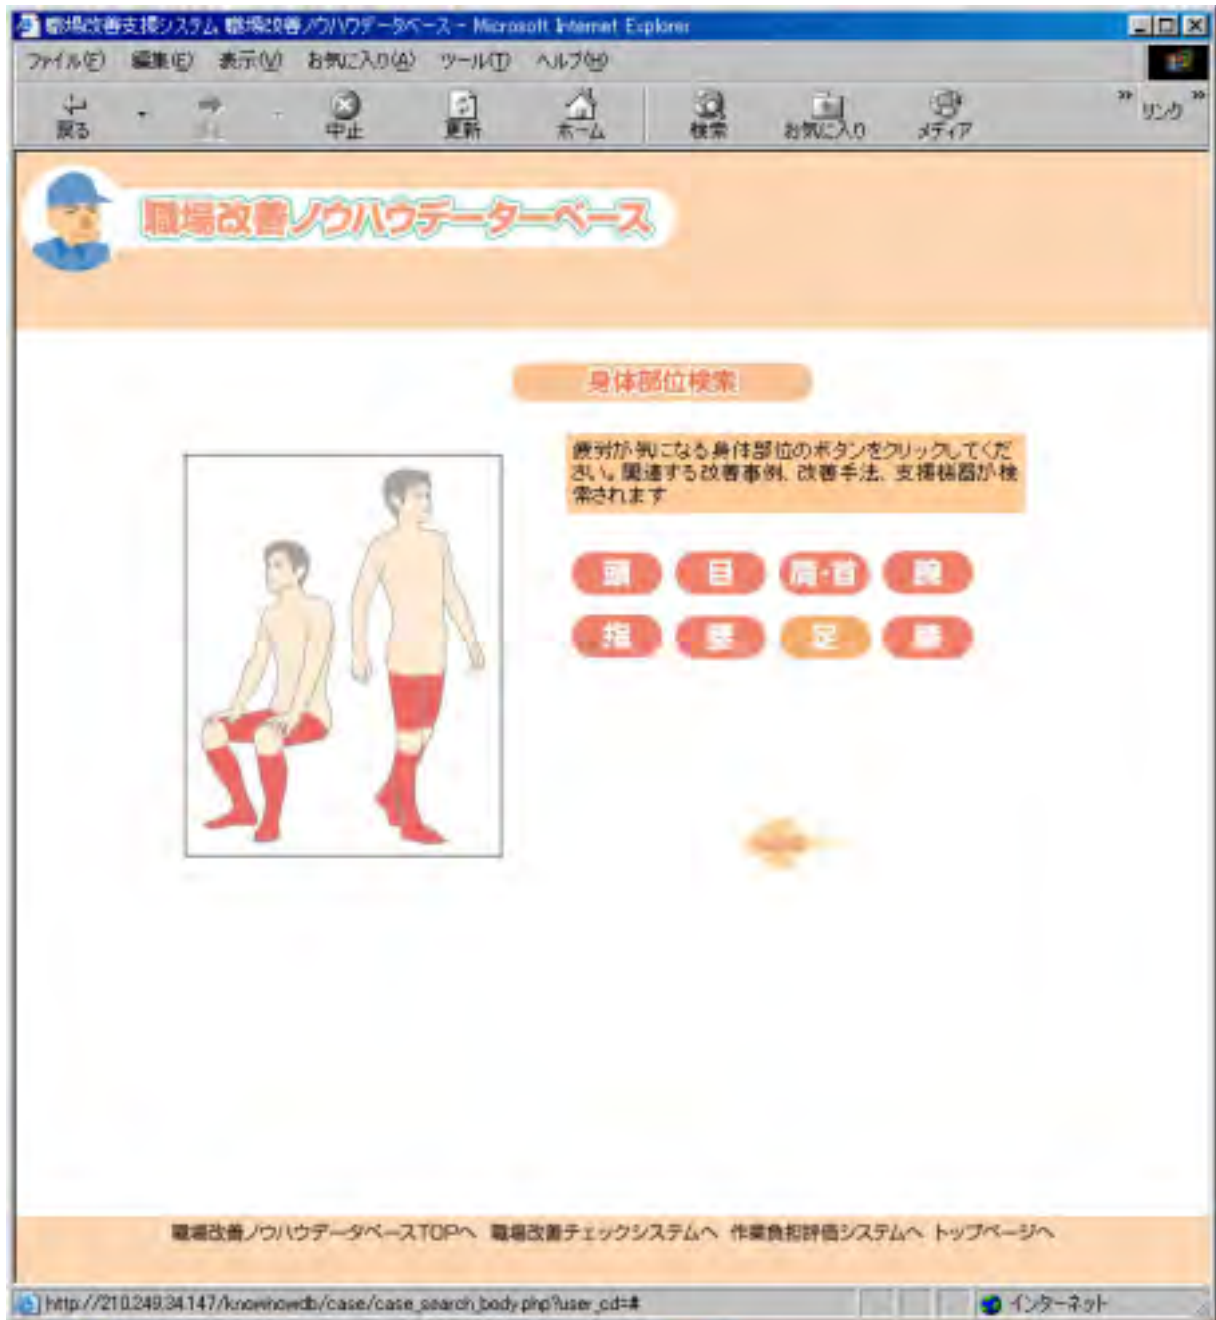 職場改善支援システム 職場改善ノウハウデータベース - Microsoft Internet Explorer
ファイル(F) 編集(E) 表示(V) お気に入り(A) ツール(T) ヘルプ(H)
戻る 中止 更新 ホーム 検索 お気に入り メディア » リンク »
職場改善ノウハウデーターベース
身体部位検索
疲労が気になる身体部位のボタンをクリックしてくだ
さい。関連する改善事例、改善手法、支援機器が検
索されます
頭 目 肩・首 腕
指 腰 足 膝
職場改善ノウハウデータベースTOPへ 職場改善チェックシステムへ 作業負担評価システムへ トップページへ
http://210.249.34.147/knowhowdb/case/case_search_body.php?user_cd=# インターネット